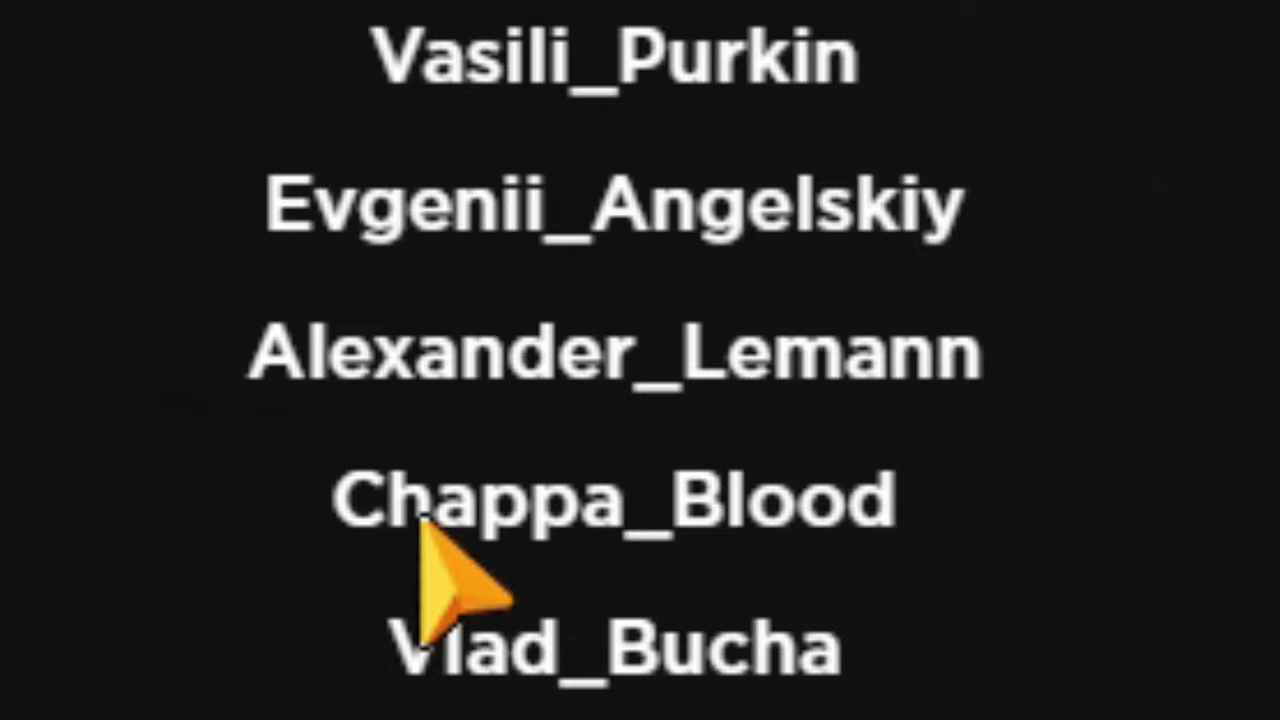 Vasili_Purkin
Evgenii_Angelskiy
Alexander_Lemann
Chappa_Blood
Vlad_Bucha